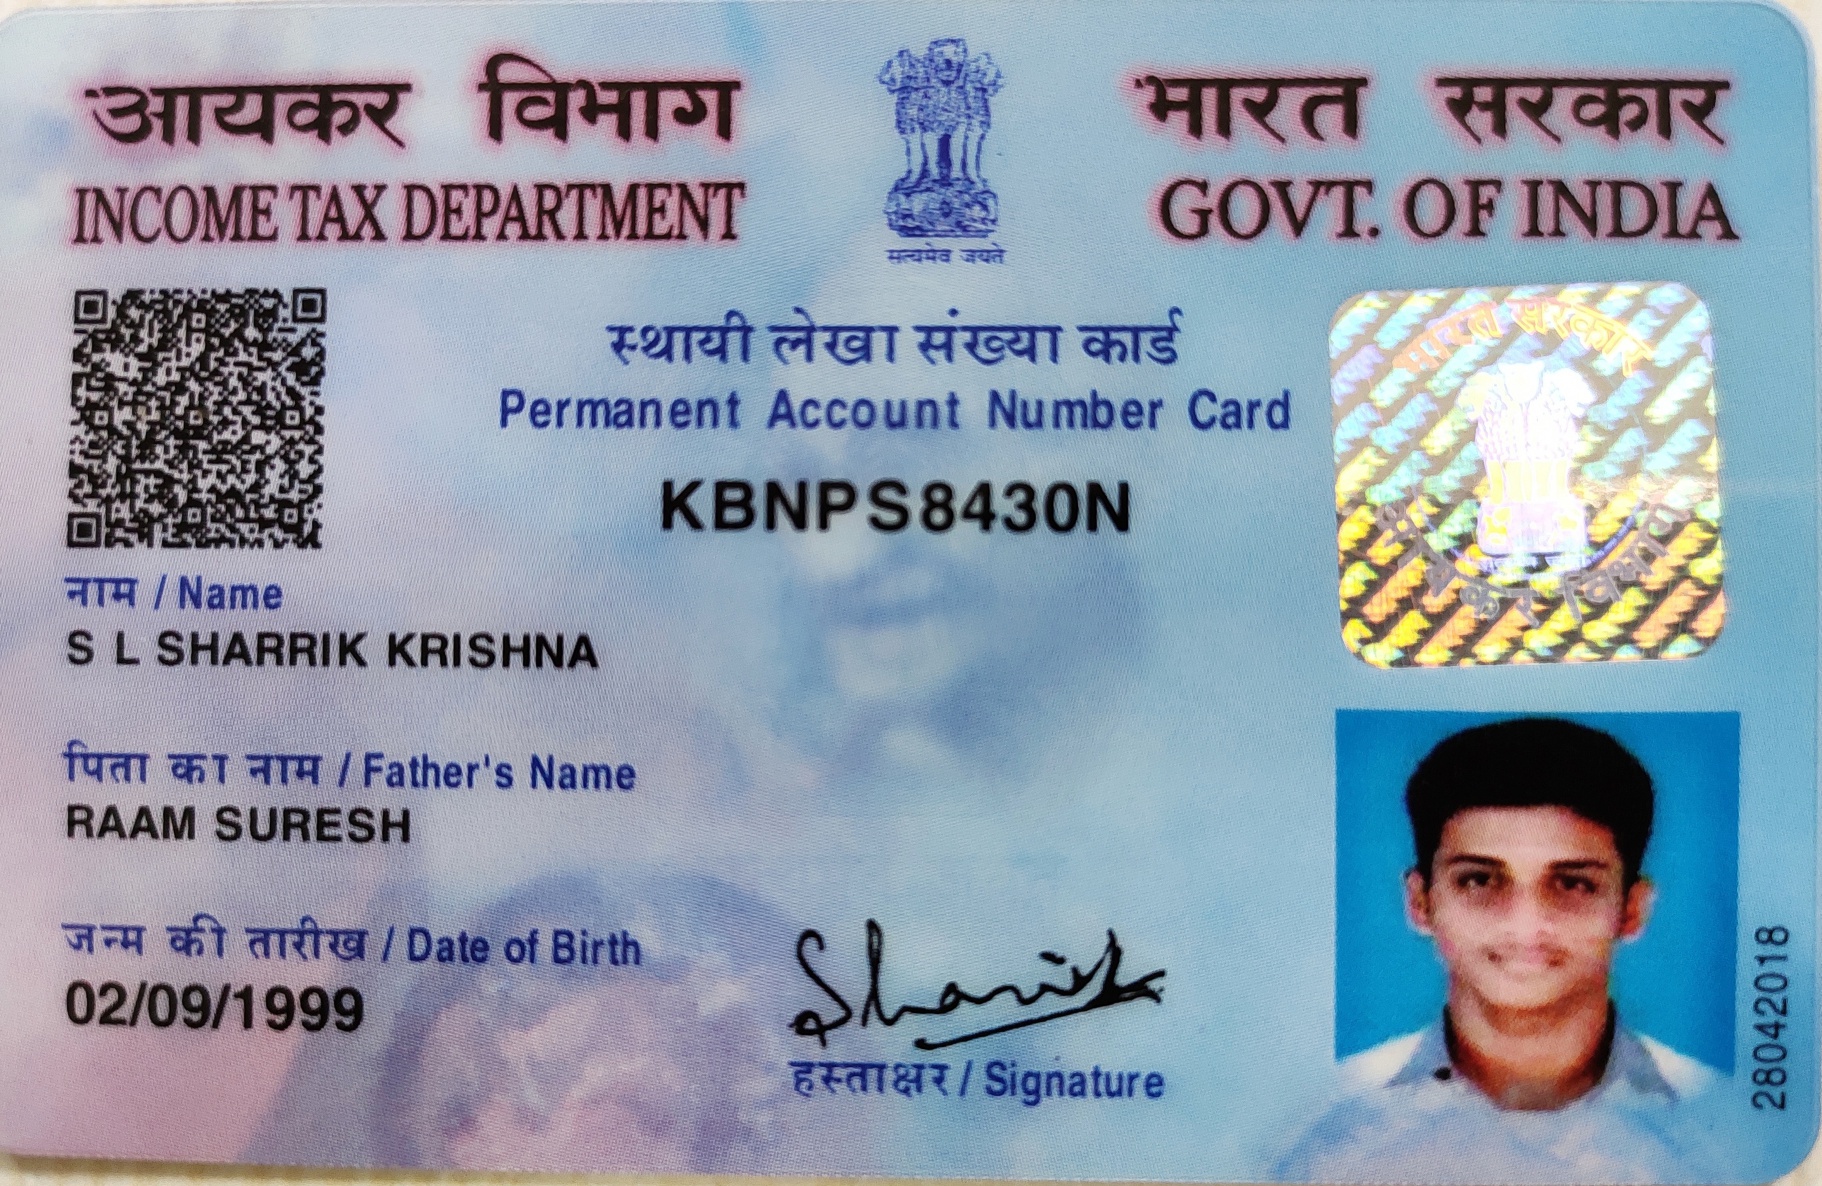 आयकर विभाग
INCOME TAX DEPARTMENT
सत्यमेव जयते
भारत सरकार
GOVT. OF INDIA
स्थायी लेखा संख्या कार्ड
Permanent Account Number Card
KBNPS8430N
भारत सरकार
आयकर विभाग
नाम / Name
S L SHARRIK KRISHNA
पिता का नाम / Father's Name
RAAM SURESH
जन्म की तारीख / Date of Birth
02/09/1999
Sharrik
हस्ताक्षर / Signature
28042018